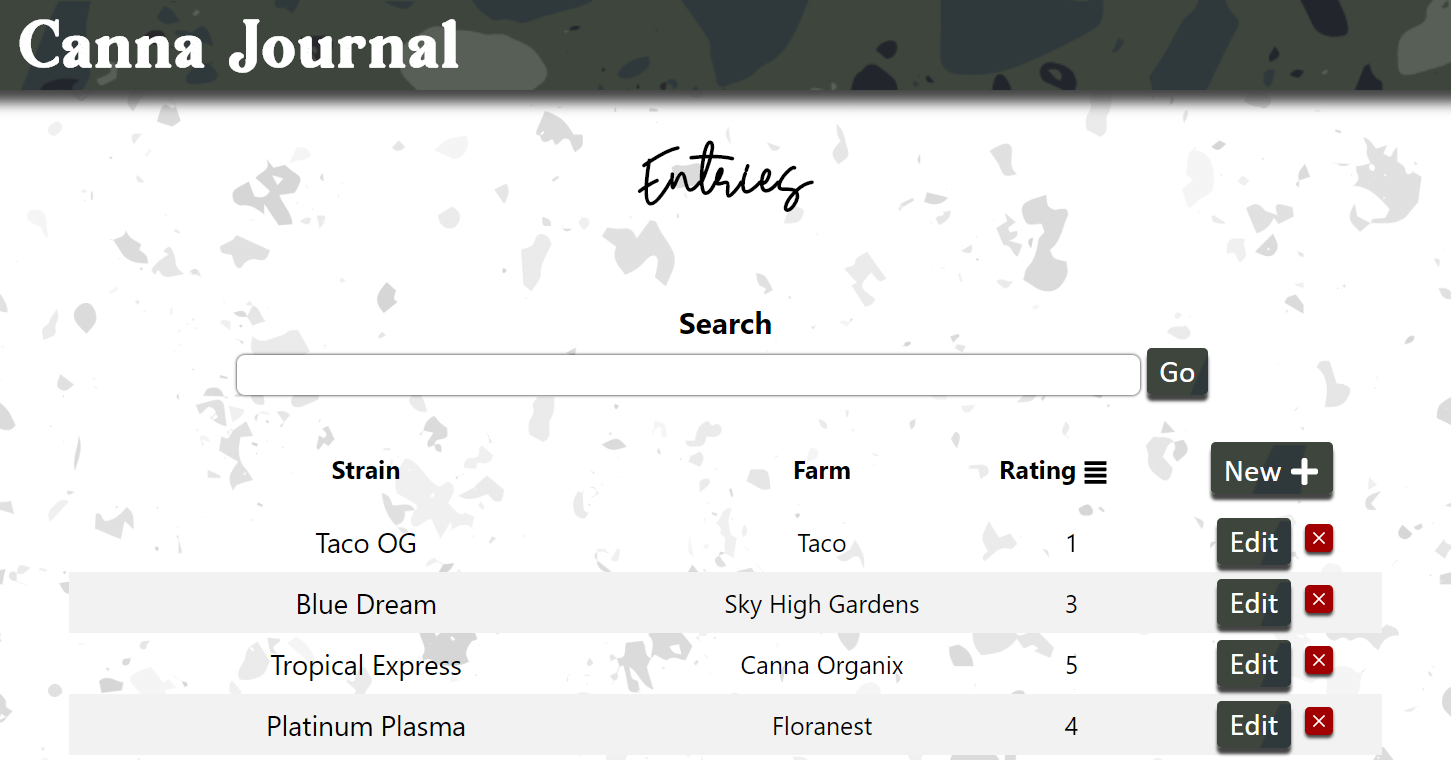 Canna Journal
Entries
Search
Go
Strain Farm Rating New
Taco OG Taco 1 Edit
Blue Dream Sky High Gardens 3 Edit
Tropical Express Canna Organix 5 Edit
Platinum Plasma Floranest 4 Edit